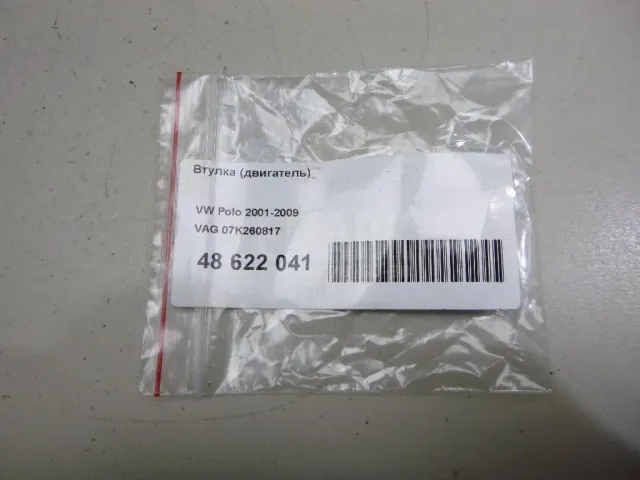 Втулка (двигатель)
VW Polo 2001-2009
VAG 07K260817
48 622 041